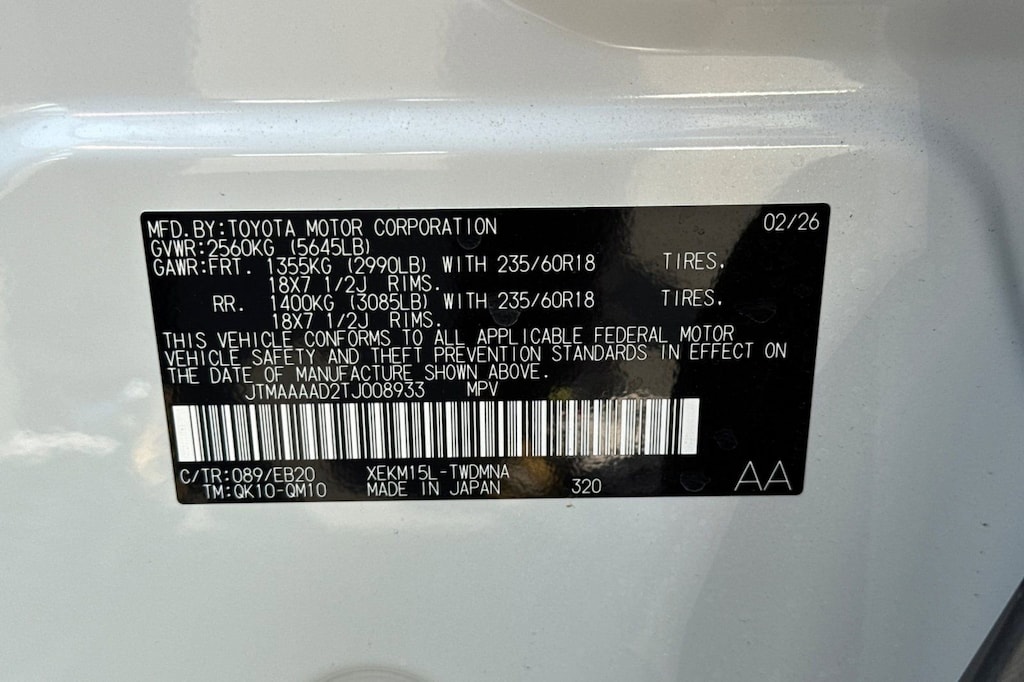 MFD.BY:TOYOTA MOTOR CORPORATION 02/26
GVWR:2560KG (5645LB)
GAWR:FRT. 1355KG (2990LB) WITH 235/60R18 TIRES,
18X7 1/2J RIMS.
RR. 1400KG (3085LB) WITH 235/60R18 TIRES,
18X7 1/2J RIMS.
THIS VEHICLE CONFORMS TO ALL APPLICABLE FEDERAL MOTOR
VEHICLE SAFETY AND THEFT PREVENTION STANDARDS IN EFFECT ON
THE DATE OF MANUFACTURE SHOWN ABOVE.
JTMAAAAD2TJ008933 MPV
C/TR:089/EB20 XEKM15L-TWDMNA
TM:QK10-QM10 MADE IN JAPAN 320
AA